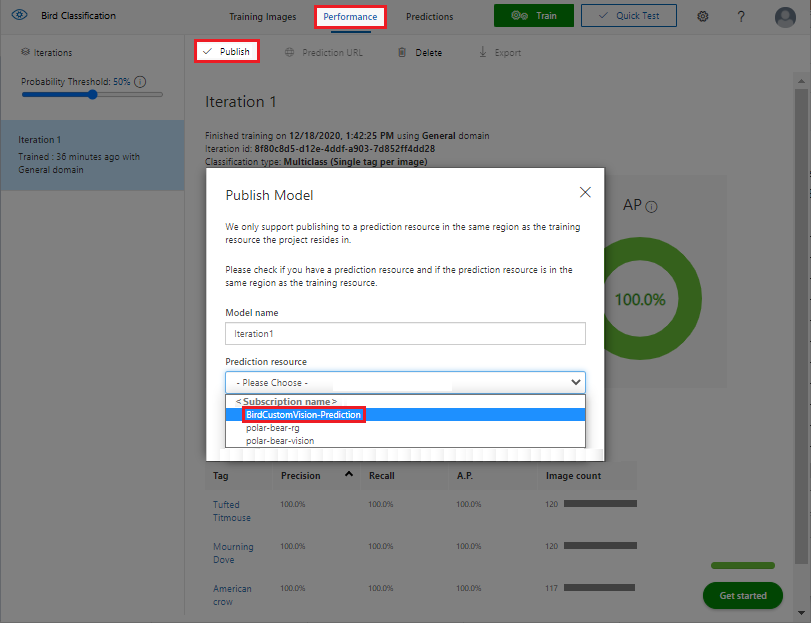 Bird Classification
Training Images
Performance
Predictions
Train
Quick Test
?
Iterations
Publish
Prediction URL
Delete
Export
Probability Threshold: 50%
Iteration 1
Trained : 36 minutes ago with
General domain
Iteration 1
Finished training on 12/18/2020, 1:42:25 PM using General domain
Iteration id: 8f80c8d5-d12e-4ddf-a903-7d852ff4dd28
Classification type: Multiclass (Single tag per image)
AP
100.0%
Publish Model
We only support publishing to a prediction resource in the same region as the training
resource the project resides in.
Please check if you have a prediction resource and if the prediction resource is in the
same region as the training resource.
Model name
Iteration1
Prediction resource
- Please Choose -
<Subscription name>
BirdCustomVision-Prediction
polar-bear-rg
polar-bear-vision
Tag Precision Recall A.P. Image count
Tufted
Titmouse
100.0% 100.0% 100.0% 120
Mourning
Dove
100.0% 100.0% 100.0% 120
American
crow
100.0% 100.0% 100.0% 117
Get started